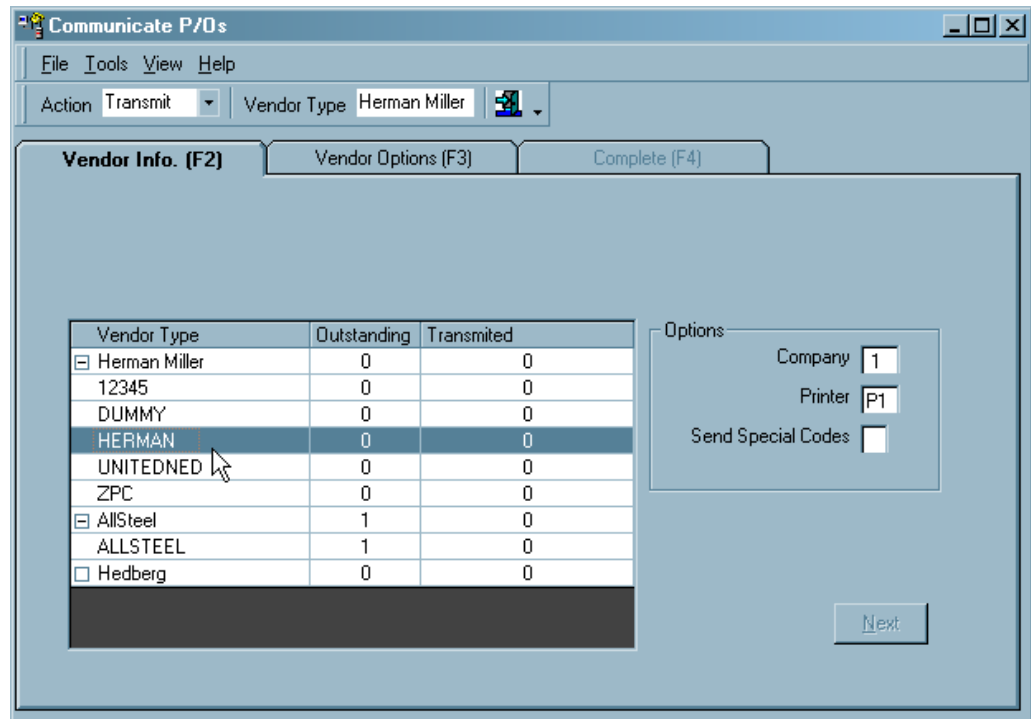 Communicate P/Os
File Tools View Help
Action Transmit Vendor Type Herman Miller
Vendor Info. (F2) Vendor Options (F3) Complete (F4)
Vendor Type Outstanding Transmited
Herman Miller 0 0
12345 0 0
DUMMY 0 0
HERMAN 0 0
UNITEDNED 0 0
ZPC 0 0
AllSteel 1 0
ALLSTEEL 1 0
Hedberg 0 0
Options
Company 1
Printer P1
Send Special Codes
Next